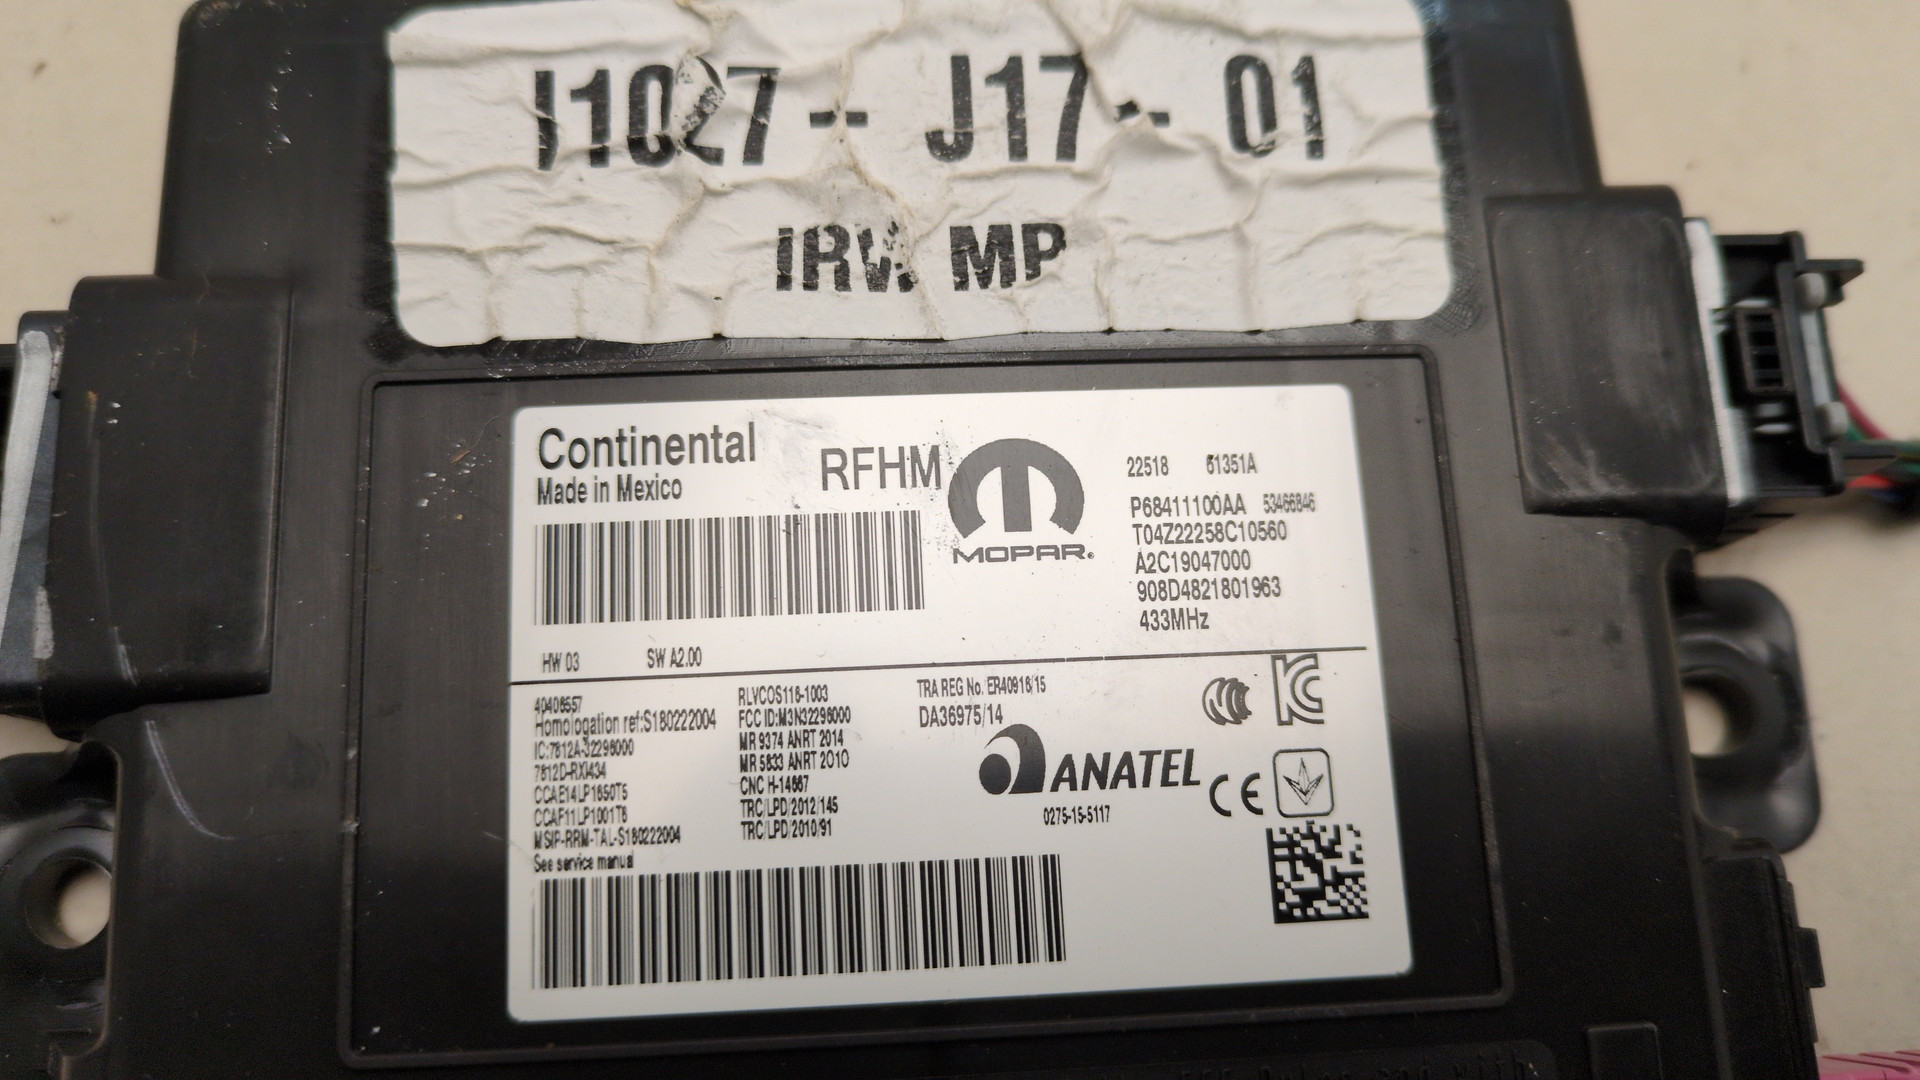 11027-- J17-- 01
IRW MP
Continental
Made in Mexico
RFHM
MOPAR®
22518 51351A
P68411100AA 53466846
T04Z22258C10560
A2C19047000
908D4821801963
433MHz
HW 03 SW A2.00
40408557
Homologation ref:S180222004
IC:7812A-32296000
7812D-RXI434
CCAE14LP1650T5
CCAF11LP1001T6
MSIP-RRM-TAL-S180222004
See service manual
RLVCOS118-1003
FCC ID:M3N32296000
MR 9374 ANRT 2014
MR 5833 ANRT 2010
CNC H-14667
TRC/LPD/2012/145
TRC/LPD/2010/91
TRA REG No. ER40916/15
DA36975/14
ANATEL
0275-15-5117
CE